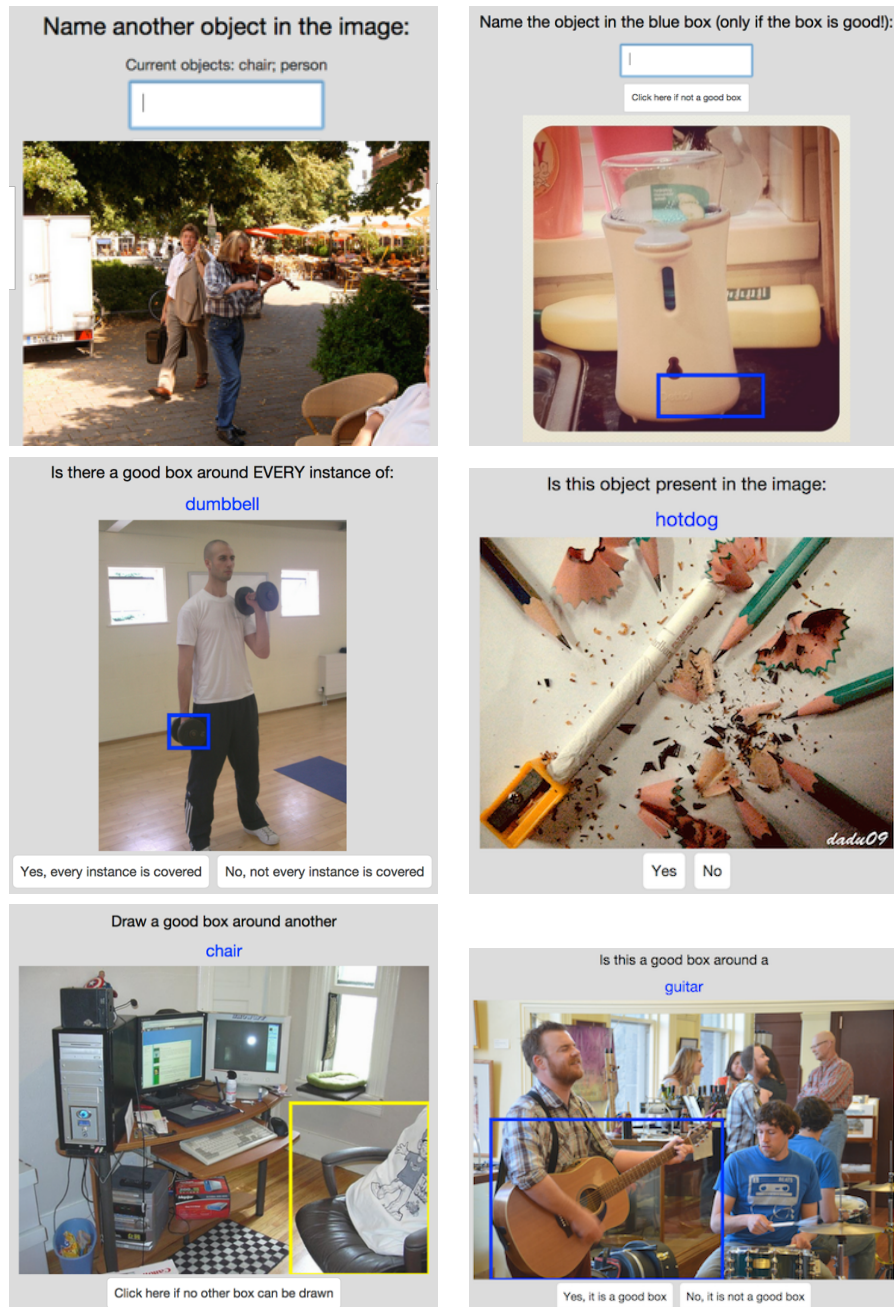 Name another object in the image:
Current objects: chair; person
Name the object in the blue box (only if the box is good!):
Click here if not a good box
Is there a good box around EVERY instance of:
dumbbell
Yes, every instance is covered
No, not every instance is covered
Is this object present in the image:
hotdog
dadu09
Yes
No
Draw a good box around another
chair
Click here if no other box can be drawn
Is this a good box around a
guitar
Yes, it is a good box
No, it is not a good box